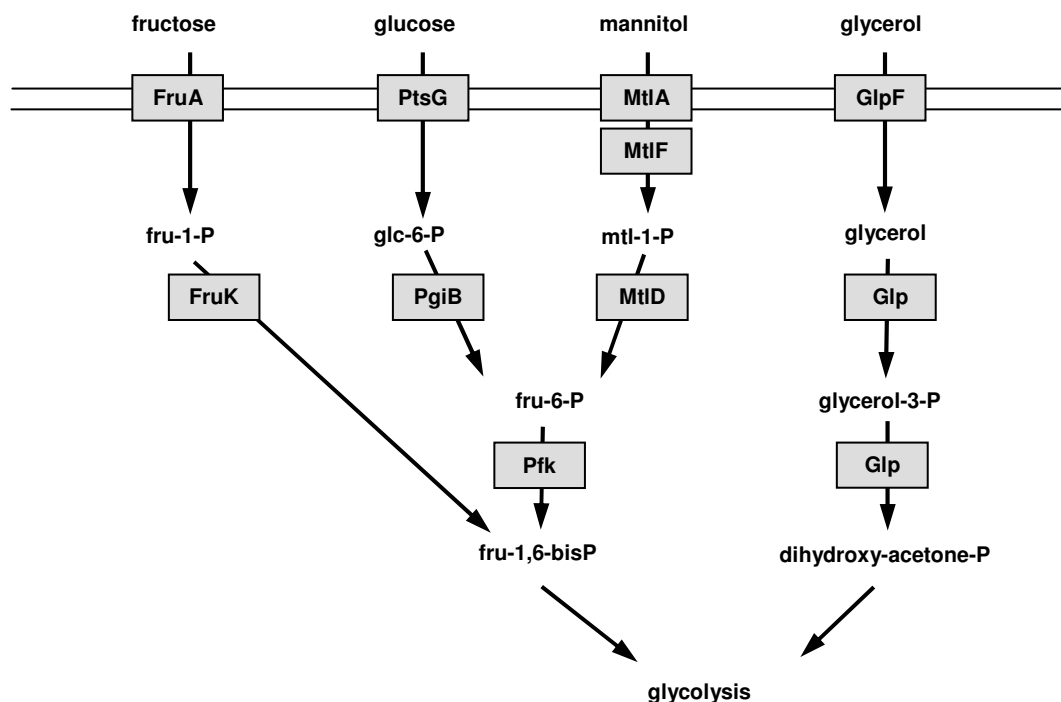 fructose glucose mannitol glycerol
FruA PtsG MtlA GlpF
MtlF
fru-1-P glc-6-P mtl-1-P glycerol
FruK PgiB MtlD Glp
fru-6-P glycerol-3-P
Pfk Glp
fru-1,6-bisP dihydroxy-acetone-P
glycolysis